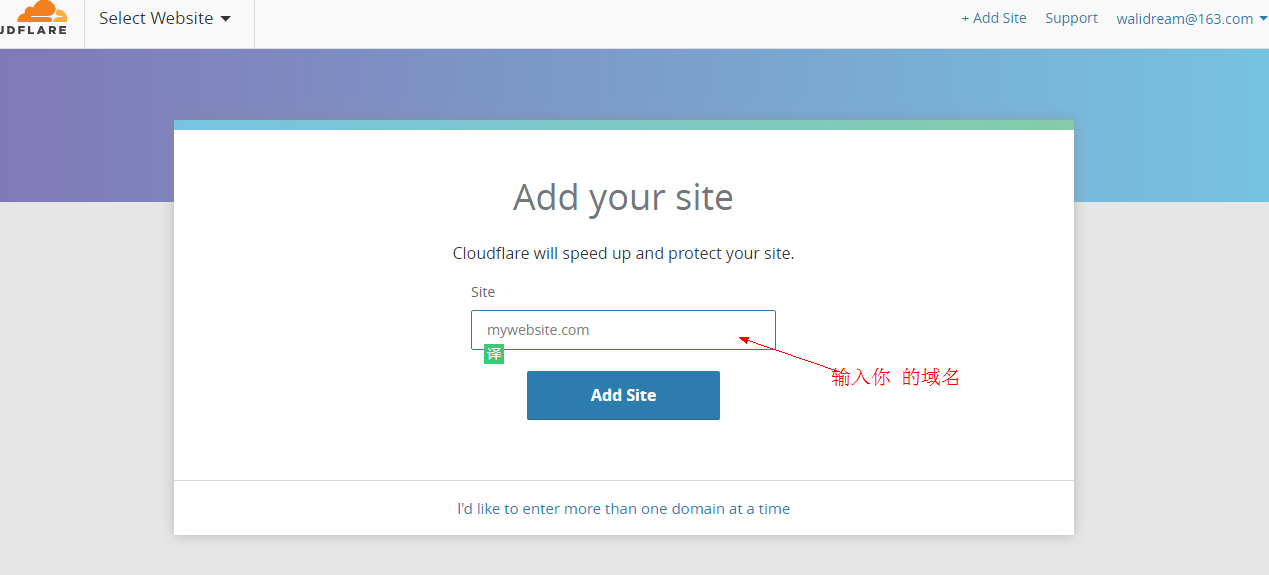 UDFLARE
Select Website
+ Add Site
Support
walidream@163.com
Add your site
Cloudflare will speed up and protect your site.
Site
mywebsite.com
译
输入你 的域名
Add Site
I'd like to enter more than one domain at a time